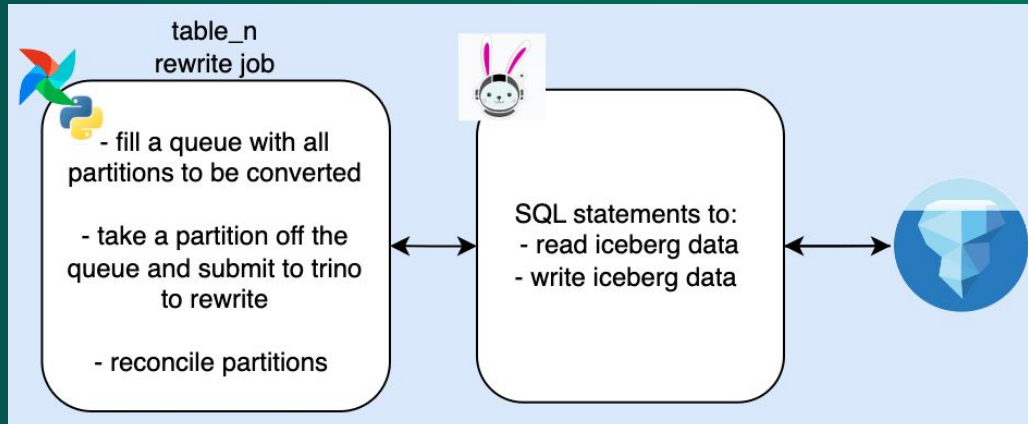 table_n
rewrite job
- fill a queue with all
partitions to be converted
- take a partition off the
queue and submit to trino
to rewrite
- reconcile partitions
SQL statements to:
- read iceberg data
- write iceberg data